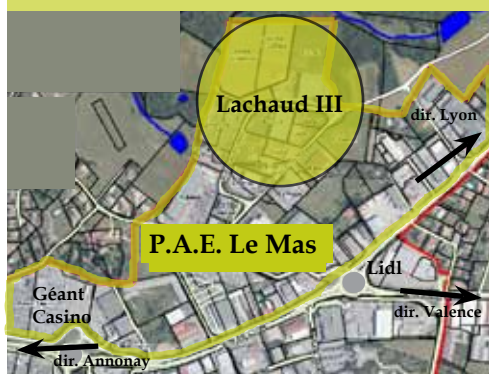 Lachaud III
dir. Lyon
P.A.E. Le Mas
Lidl
Géant
Casino
dir. Valence
dir. Annonay